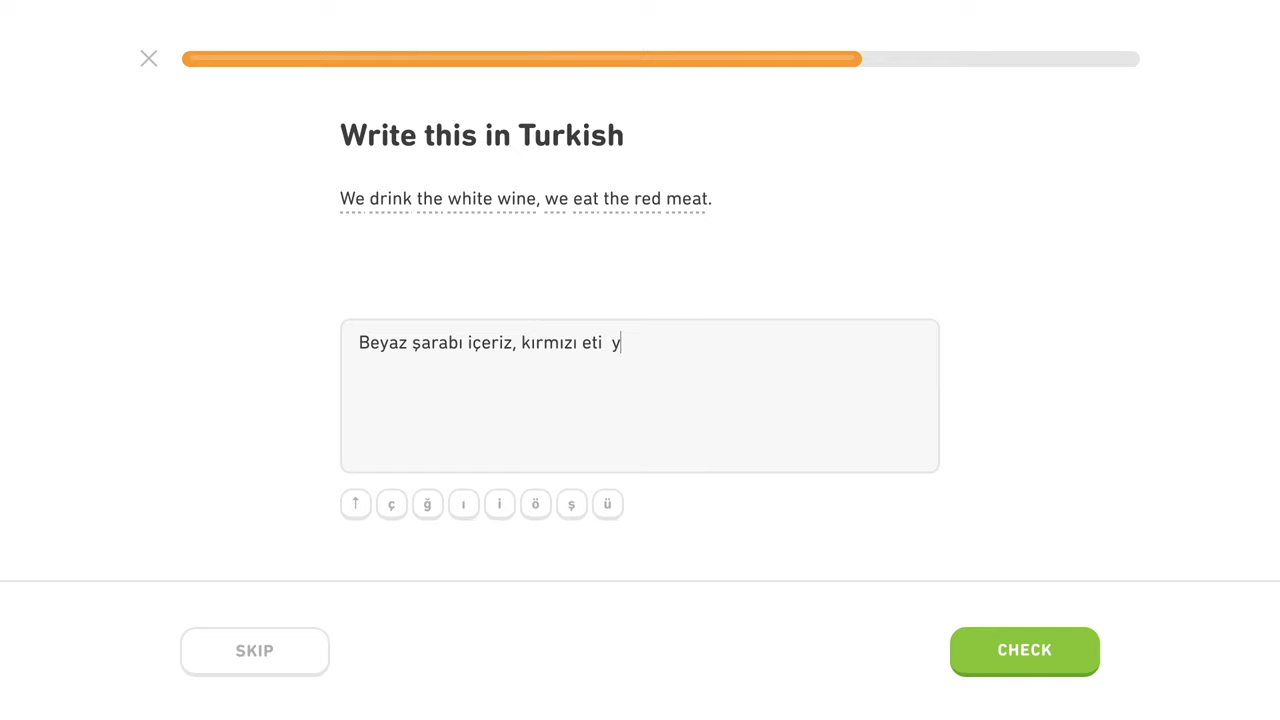 Write this in Turkish
We drink the white wine, we eat the red meat.
Beyaz şarabı içeriz, kırmızı eti  y
↑ ç ğ ı i ö ş ü
SKIP
CHECK